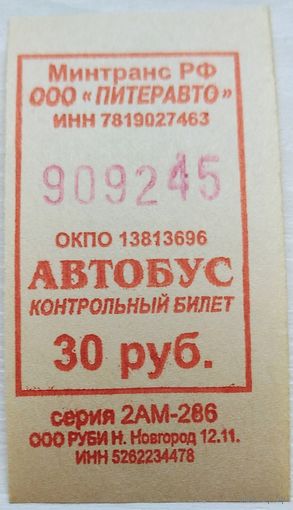 Минтранс РФ
ООО «ПИТЕРАВТО»
ИНН 7819027463
909245
ОКПО 13813696
АВТОБУС
КОНТРОЛЬНЫЙ БИЛЕТ
30 руб.
серия 2АМ-286
ООО РУБИ Н. Новгород 12.11.
ИНН 5262234478